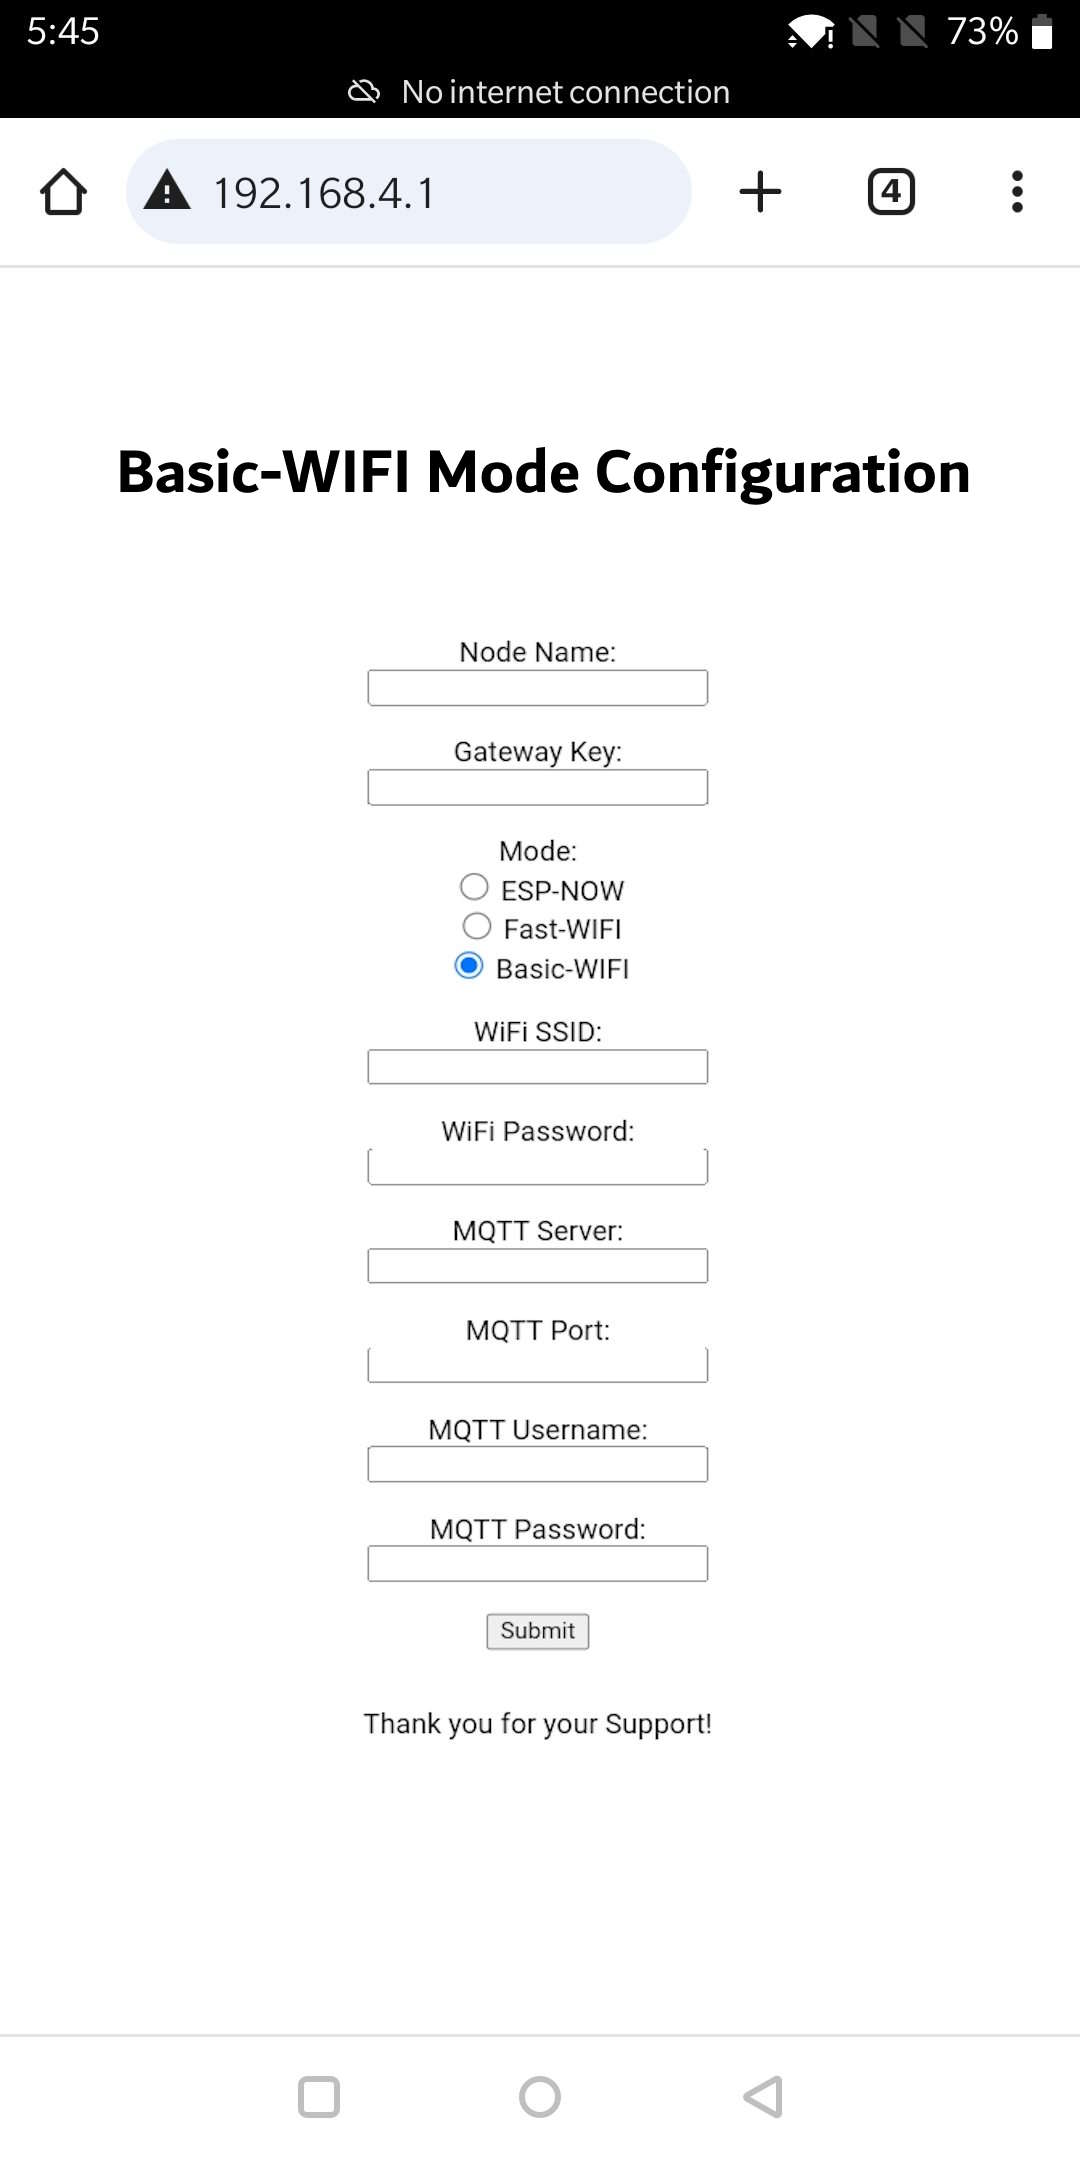 5:45
73%
No internet connection
192.168.4.1
4
Basic-WIFI Mode Configuration
Node Name:
Gateway Key:
Mode:
ESP-NOW
Fast-WIFI
Basic-WIFI
WiFi SSID:
WiFi Password:
MQTT Server:
MQTT Port:
MQTT Username:
MQTT Password:
Submit
Thank you for your Support!